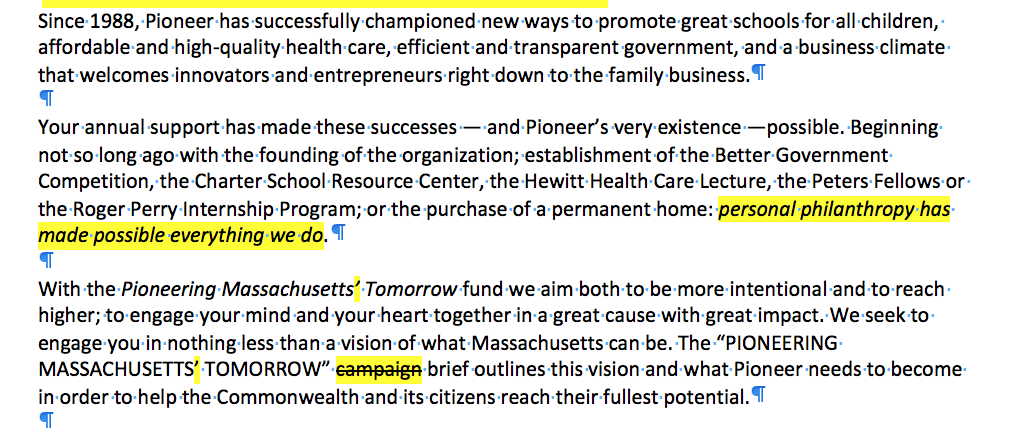 Since 1988, Pioneer has successfully championed new ways to promote great schools for all children,
affordable and high-quality health care, efficient and transparent government, and a business climate
that welcomes innovators and entrepreneurs right down to the family business.¶
¶
Your annual support has made these successes — and Pioneer’s very existence —possible. Beginning
not so long ago with the founding of the organization; establishment of the Better Government
Competition, the Charter School Resource Center, the Hewitt Health Care Lecture, the Peters Fellows or
the Roger Perry Internship Program; or the purchase of a permanent home: personal philanthropy has
made possible everything we do. ¶
¶
With the Pioneering Massachusetts’ Tomorrow fund we aim both to be more intentional and to reach
higher; to engage your mind and your heart together in a great cause with great impact. We seek to
engage you in nothing less than a vision of what Massachusetts can be. The “PIONEERING
MASSACHUSETTS’ TOMORROW” campaign brief outlines this vision and what Pioneer needs to become
in order to help the Commonwealth and its citizens reach their fullest potential.¶
¶